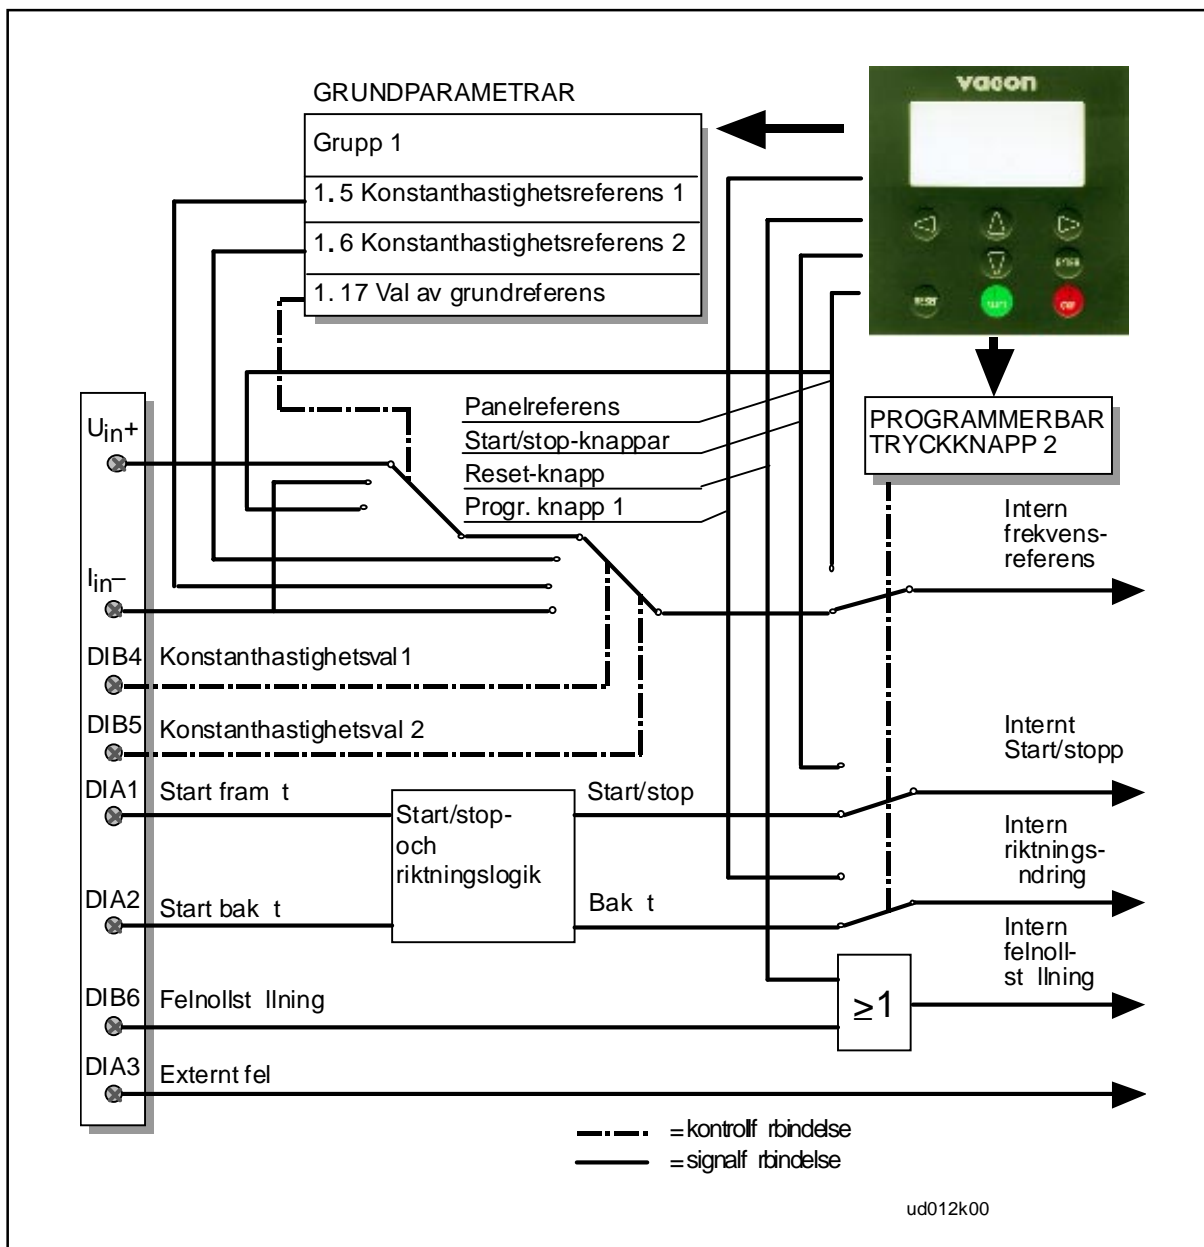 vacon
GRUNDPARAMETRAR
Grupp 1
1.5 Konstanthastighetsreferens 1
1.6 Konstanthastighetsreferens 2
1.17 Val av grundreferens
RESET
Panelreferens
Start/stop-knappar
Reset-knapp
Progr. knapp 1
PROGRAMMERBAR
TRYCKKNAPP 2
Uin+
Iin–
DIB4 Konstanthastighetsval1
DIB5 Konstanthastighetsval 2
DIA1 Start fram t
DIA2 Start bak t
DIB6 Felnollst llning
DIA3 Externt fel
Start/stop-
och
riktningslogik
Start/stop
Bak t
≥1
Intern
frekvens-
referens
Internt
Start/stopp
Intern
riktnings-
ndring
Intern
felnoll-
st llning
=kontrollf rbindelse
=signalf rbindelse
ud012k00